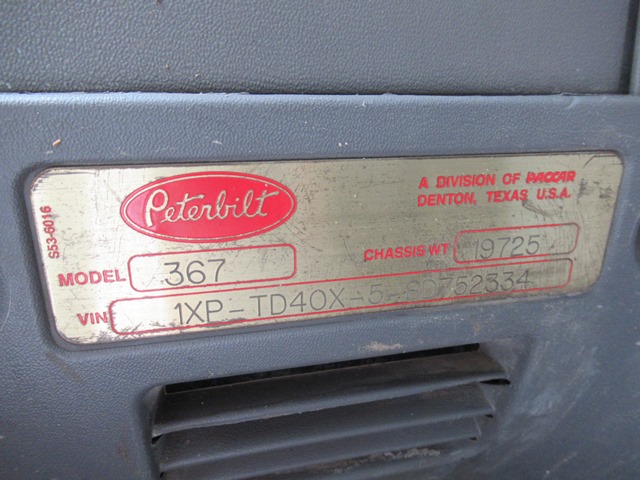 S53-6016
Peterbilt
A DIVISION OF PACCAR
DENTON, TEXAS U.S.A.
MODEL 367
CHASSIS WT 19725
VIN 1XP-TD40X-5-